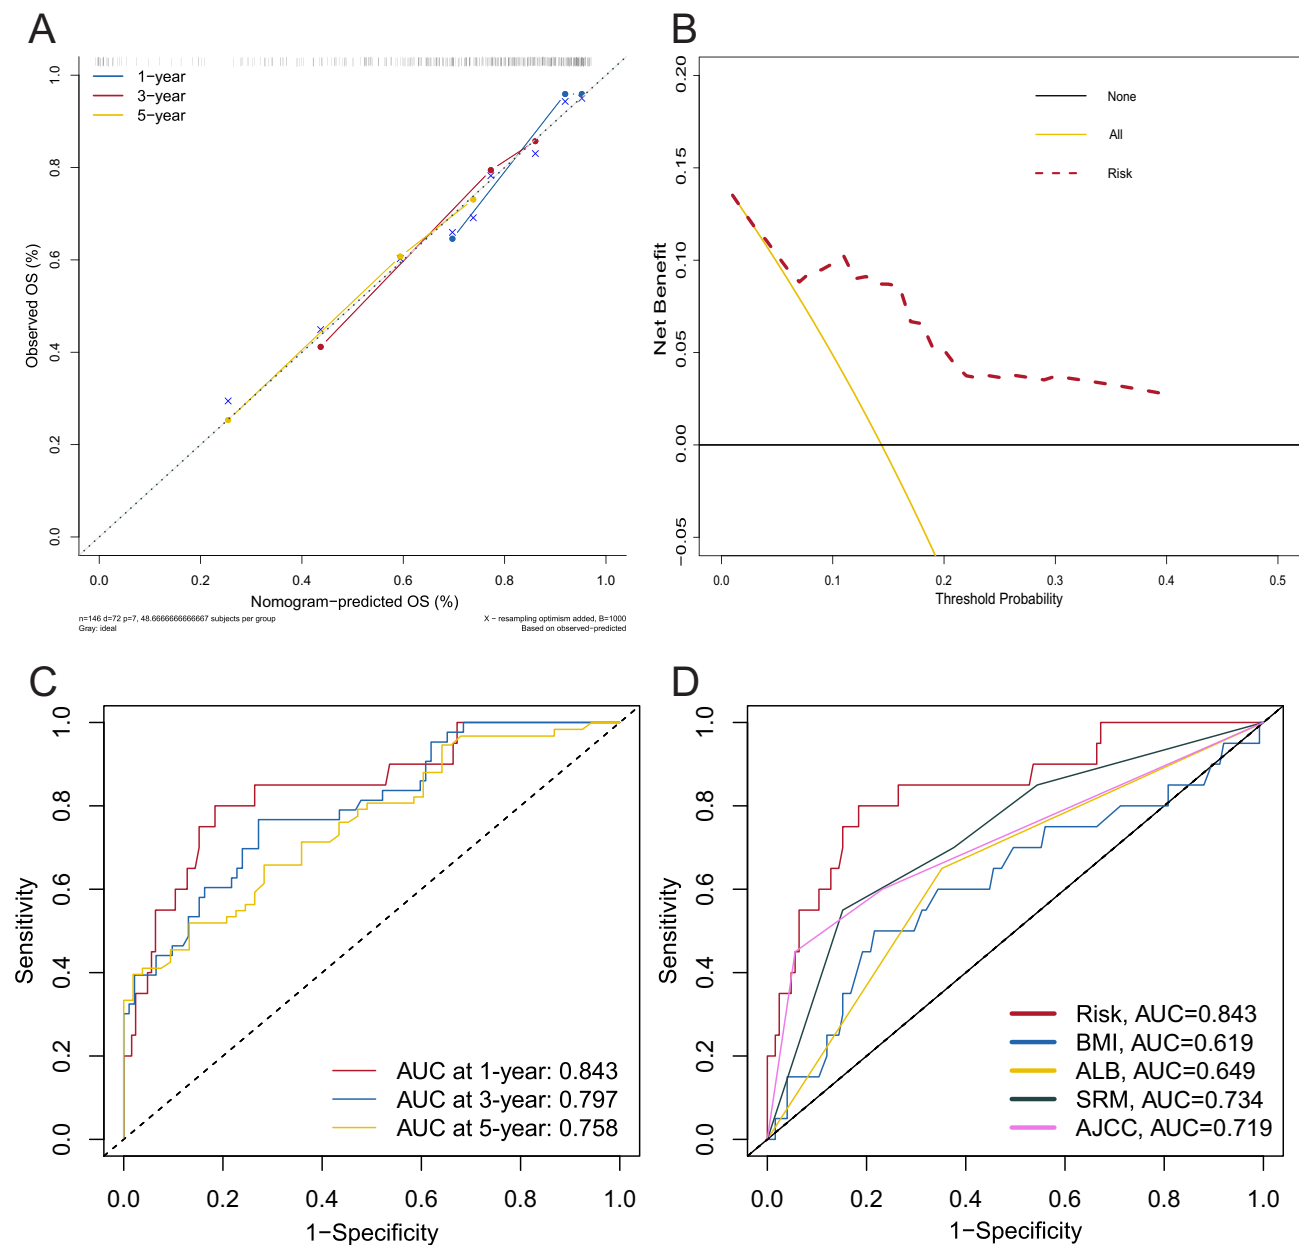 A
1.0
0.8
0.6
0.4
0.2
0.0
Observed OS (%)
1−year
3−year
5−year
0.0 0.2 0.4 0.6 0.8 1.0
Nomogram−predicted OS (%)
n=146 d=72 p=7, 48.6666666666667 subjects per group
Gray: ideal
X − resampling optimism added, B=1000
Based on observed−predicted
B
0.20
0.15
0.10
0.05
0.00
−0.05
Net Benefit
None
All
Risk
0.0 0.1 0.2 0.3 0.4 0.5
Threshold Probability
C
1.0
0.8
0.6
0.4
0.2
0.0
Sensitivity
AUC at 1−year: 0.843
AUC at 3−year: 0.797
AUC at 5−year: 0.758
0.0 0.2 0.4 0.6 0.8 1.0
1−Specificity
D
1.0
0.8
0.6
0.4
0.2
0.0
Sensitivity
Risk, AUC=0.843
BMI, AUC=0.619
ALB, AUC=0.649
SRM, AUC=0.734
AJCC, AUC=0.719
0.0 0.2 0.4 0.6 0.8 1.0
1−Specificity